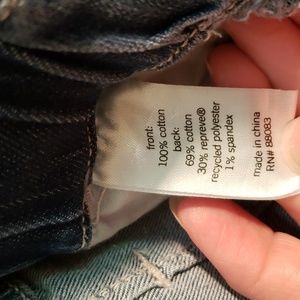 front:
100% cotton
back:
69% cotton
30% repreve®
recycled polyester
1% spandex
made in china
RN# 88083